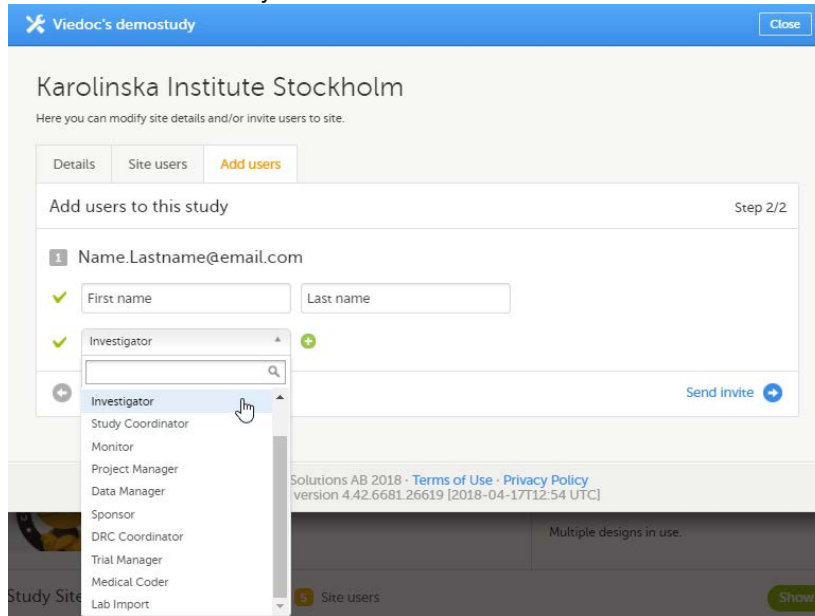 Viedoc's demostudy Close
Karolinska Institute Stockholm
Here you can modify site details and/or invite users to site.
Details Site users Add users
Add users to this study Step 2/2
1 Name.Lastname@email.com
First name Last name
Investigator
Investigator
Send invite
Study Coordinator
Monitor
Project Manager
Solutions AB 2018 · Terms of Use · Privacy Policy
Data Manager
version 4.42.6681.26619 [2018-04-17T12:54 UTC]
Sponsor
DRC Coordinator
Multiple designs in use.
Trial Manager
Medical Coder
Study Site
5 Site users
Show
Lab Import